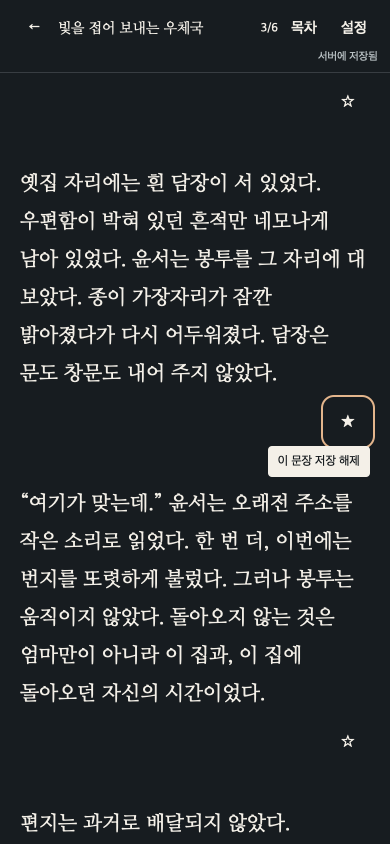 ← 빛을 접어 보내는 우체국 3/6 목차 설정
서버에 저장됨
☆
옛집 자리에는 흰 담장이 서 있었다.
우편함이 박혀 있던 흔적만 네모나게
남아 있었다. 윤서는 봉투를 그 자리에 대
보았다. 종이 가장자리가 잠깐
밝아졌다가 다시 어두워졌다. 담장은
문도 창문도 내어 주지 않았다.
★
이 문장 저장 해제
“여기가 맞는데.” 윤서는 오래전 주소를
작은 소리로 읽었다. 한 번 더, 이번에는
번지를 또렷하게 불렀다. 그러나 봉투는
움직이지 않았다. 돌아오지 않는 것은
엄마만이 아니라 이 집과, 이 집에
돌아오던 자신의 시간이었다.
☆
편지는 과거로 배달되지 않았다.